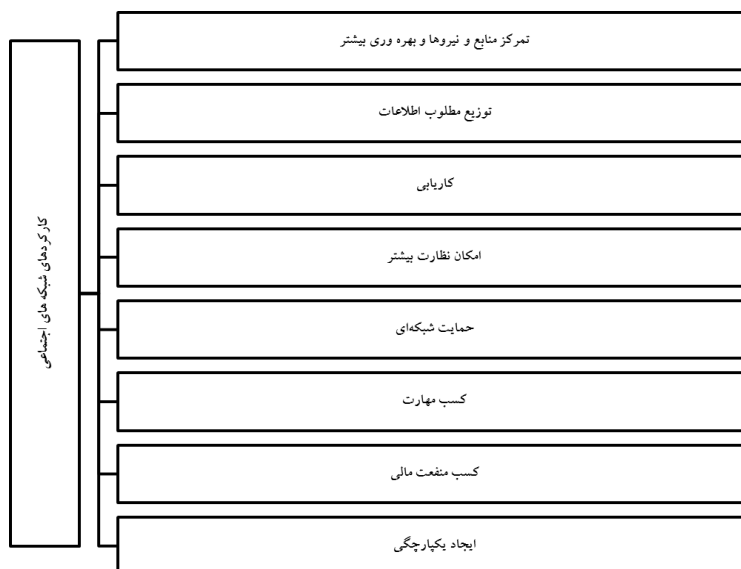 کارکردهای شبکه های اجتماعی
تمرکز منابع و نیروها و بهره وری بیشتر
توزیع مطلوب اطلاعات
کاریابی
امکان نظارت بیشتر
حمایت شبکه‌ای
کسب مهارت
کسب منفعت مالی
ایجاد یکپارچگی